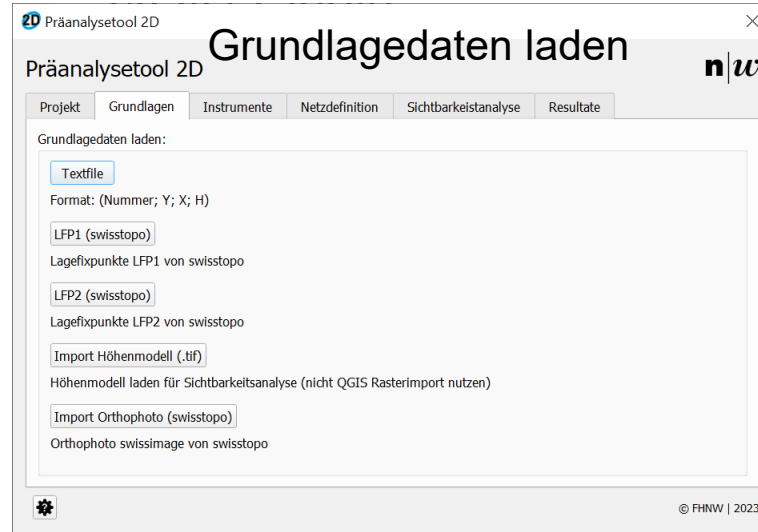 2D Präanalysetool 2D
Grundlagedaten laden
Präanalysetool 2D
n|w
Projekt Grundlagen Instrumente Netzdefinition Sichtbarkeistanalyse Resultate
Grundlagedaten laden:
Textfile
Format: (Nummer; Y; X; H)
LFP1 (swisstopo)
Lagefixpunkte LFP1 von swisstopo
LFP2 (swisstopo)
Lagefixpunkte LFP2 von swisstopo
Import Höhenmodell (.tif)
Höhenmodell laden für Sichtbarkeitsanalyse (nicht QGIS Rasterimport nutzen)
Import Orthophoto (swisstopo)
Orthophoto swissimage von swisstopo
© FHNW | 2023